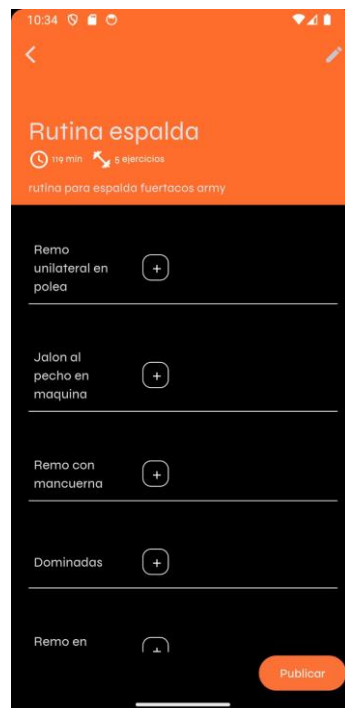 10:34
Rutina espalda
119 min 5 ejercicios
rutina para espalda fuertacos army
Remo
unilateral en
polea
+
Jalon al
pecho en
maquina
+
Remo con
mancuerna
+
Dominadas
+
Remo en
+
Publicar